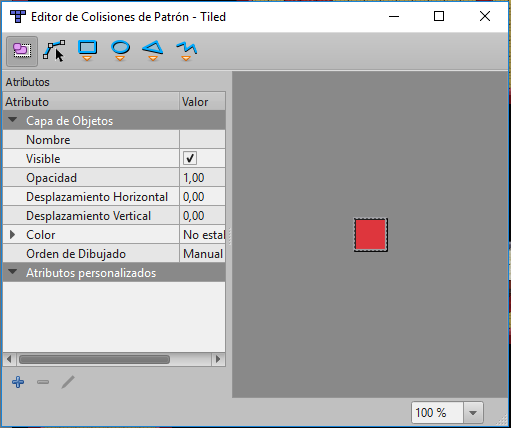 Editor de Colisiones de Patrón - Tiled
Atributos
Atributo Valor
Capa de Objetos
Nombre
Visible
Opacidad 1,00
Desplazamiento Horizontal 0,00
Desplazamiento Vertical 0,00
Color No estal
Orden de Dibujado Manual
Atributos personalizados
100 %